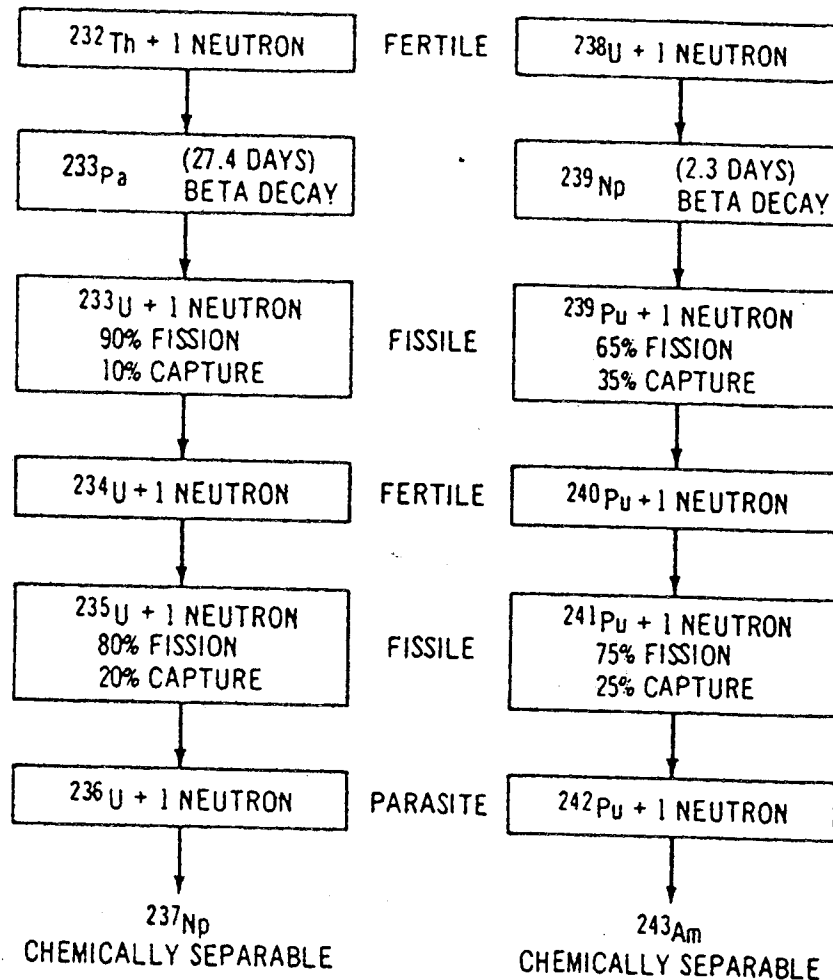 ²³²Th + 1 NEUTRON
FERTILE
²³⁸U + 1 NEUTRON
²³³Pa (27.4 DAYS)
BETA DECAY
²³⁹Np (2.3 DAYS)
BETA DECAY
²³³U + 1 NEUTRON
90% FISSION
10% CAPTURE
FISSILE
²³⁹Pu + 1 NEUTRON
65% FISSION
35% CAPTURE
²³⁴U + 1 NEUTRON
FERTILE
²⁴⁰Pu + 1 NEUTRON
²³⁵U + 1 NEUTRON
80% FISSION
20% CAPTURE
FISSILE
²⁴¹Pu + 1 NEUTRON
75% FISSION
25% CAPTURE
²³⁶U + 1 NEUTRON
PARASITE
²⁴²Pu + 1 NEUTRON
²³⁷Np
CHEMICALLY SEPARABLE
²⁴³Am
CHEMICALLY SEPARABLE